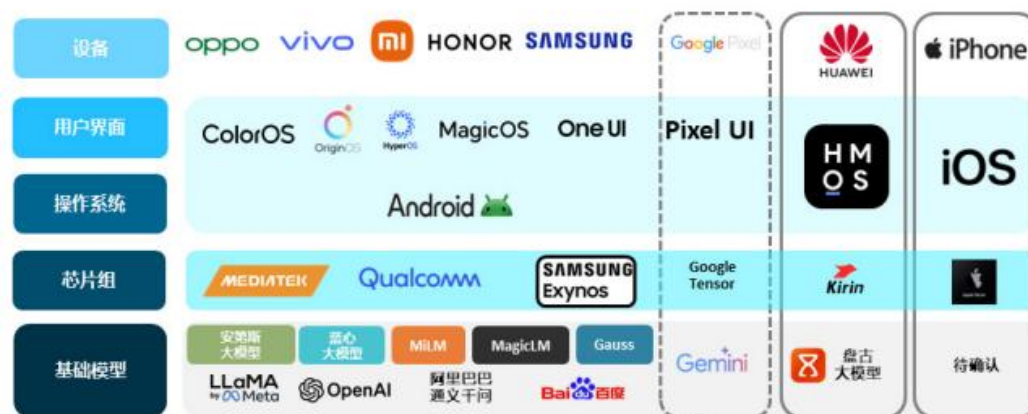 设备
oppo vivo mi HONOR SAMSUNG Google Pixel HUAWEI iPhone
用户界面
ColorOS OriginOS HyperOS MagicOS One UI Pixel UI HMOS iOS
操作系统
Android
芯片组
MEDIATEK Qualcomm SAMSUNG Exynos Google Tensor Kirin
基础模型
安第斯大模型 蓝心大模型 MiLM MagicLM Gauss
LLaMA by Meta OpenAI 阿里巴巴通义千问 Bai du 百度 Gemini 盘古大模型 待确认